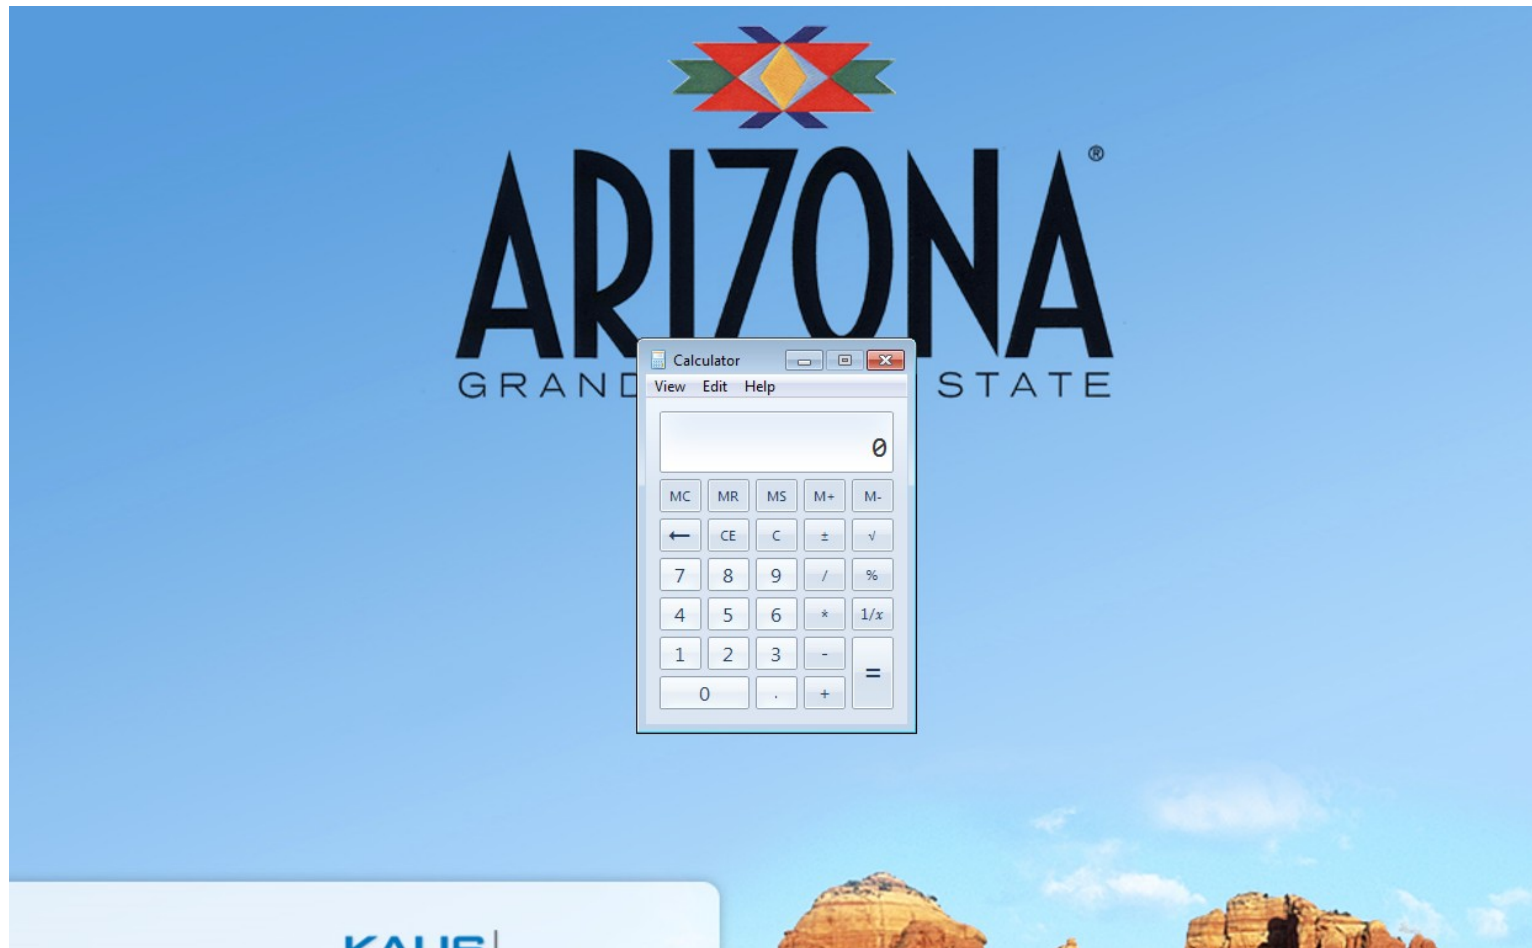 ARIZONA®
GRAND STATE
Calculator
View Edit Help
0
MC MR MS M+ M-
← CE C ± √
7 8 9 / %
4 5 6 * 1/x
1 2 3 -
=
0 . +